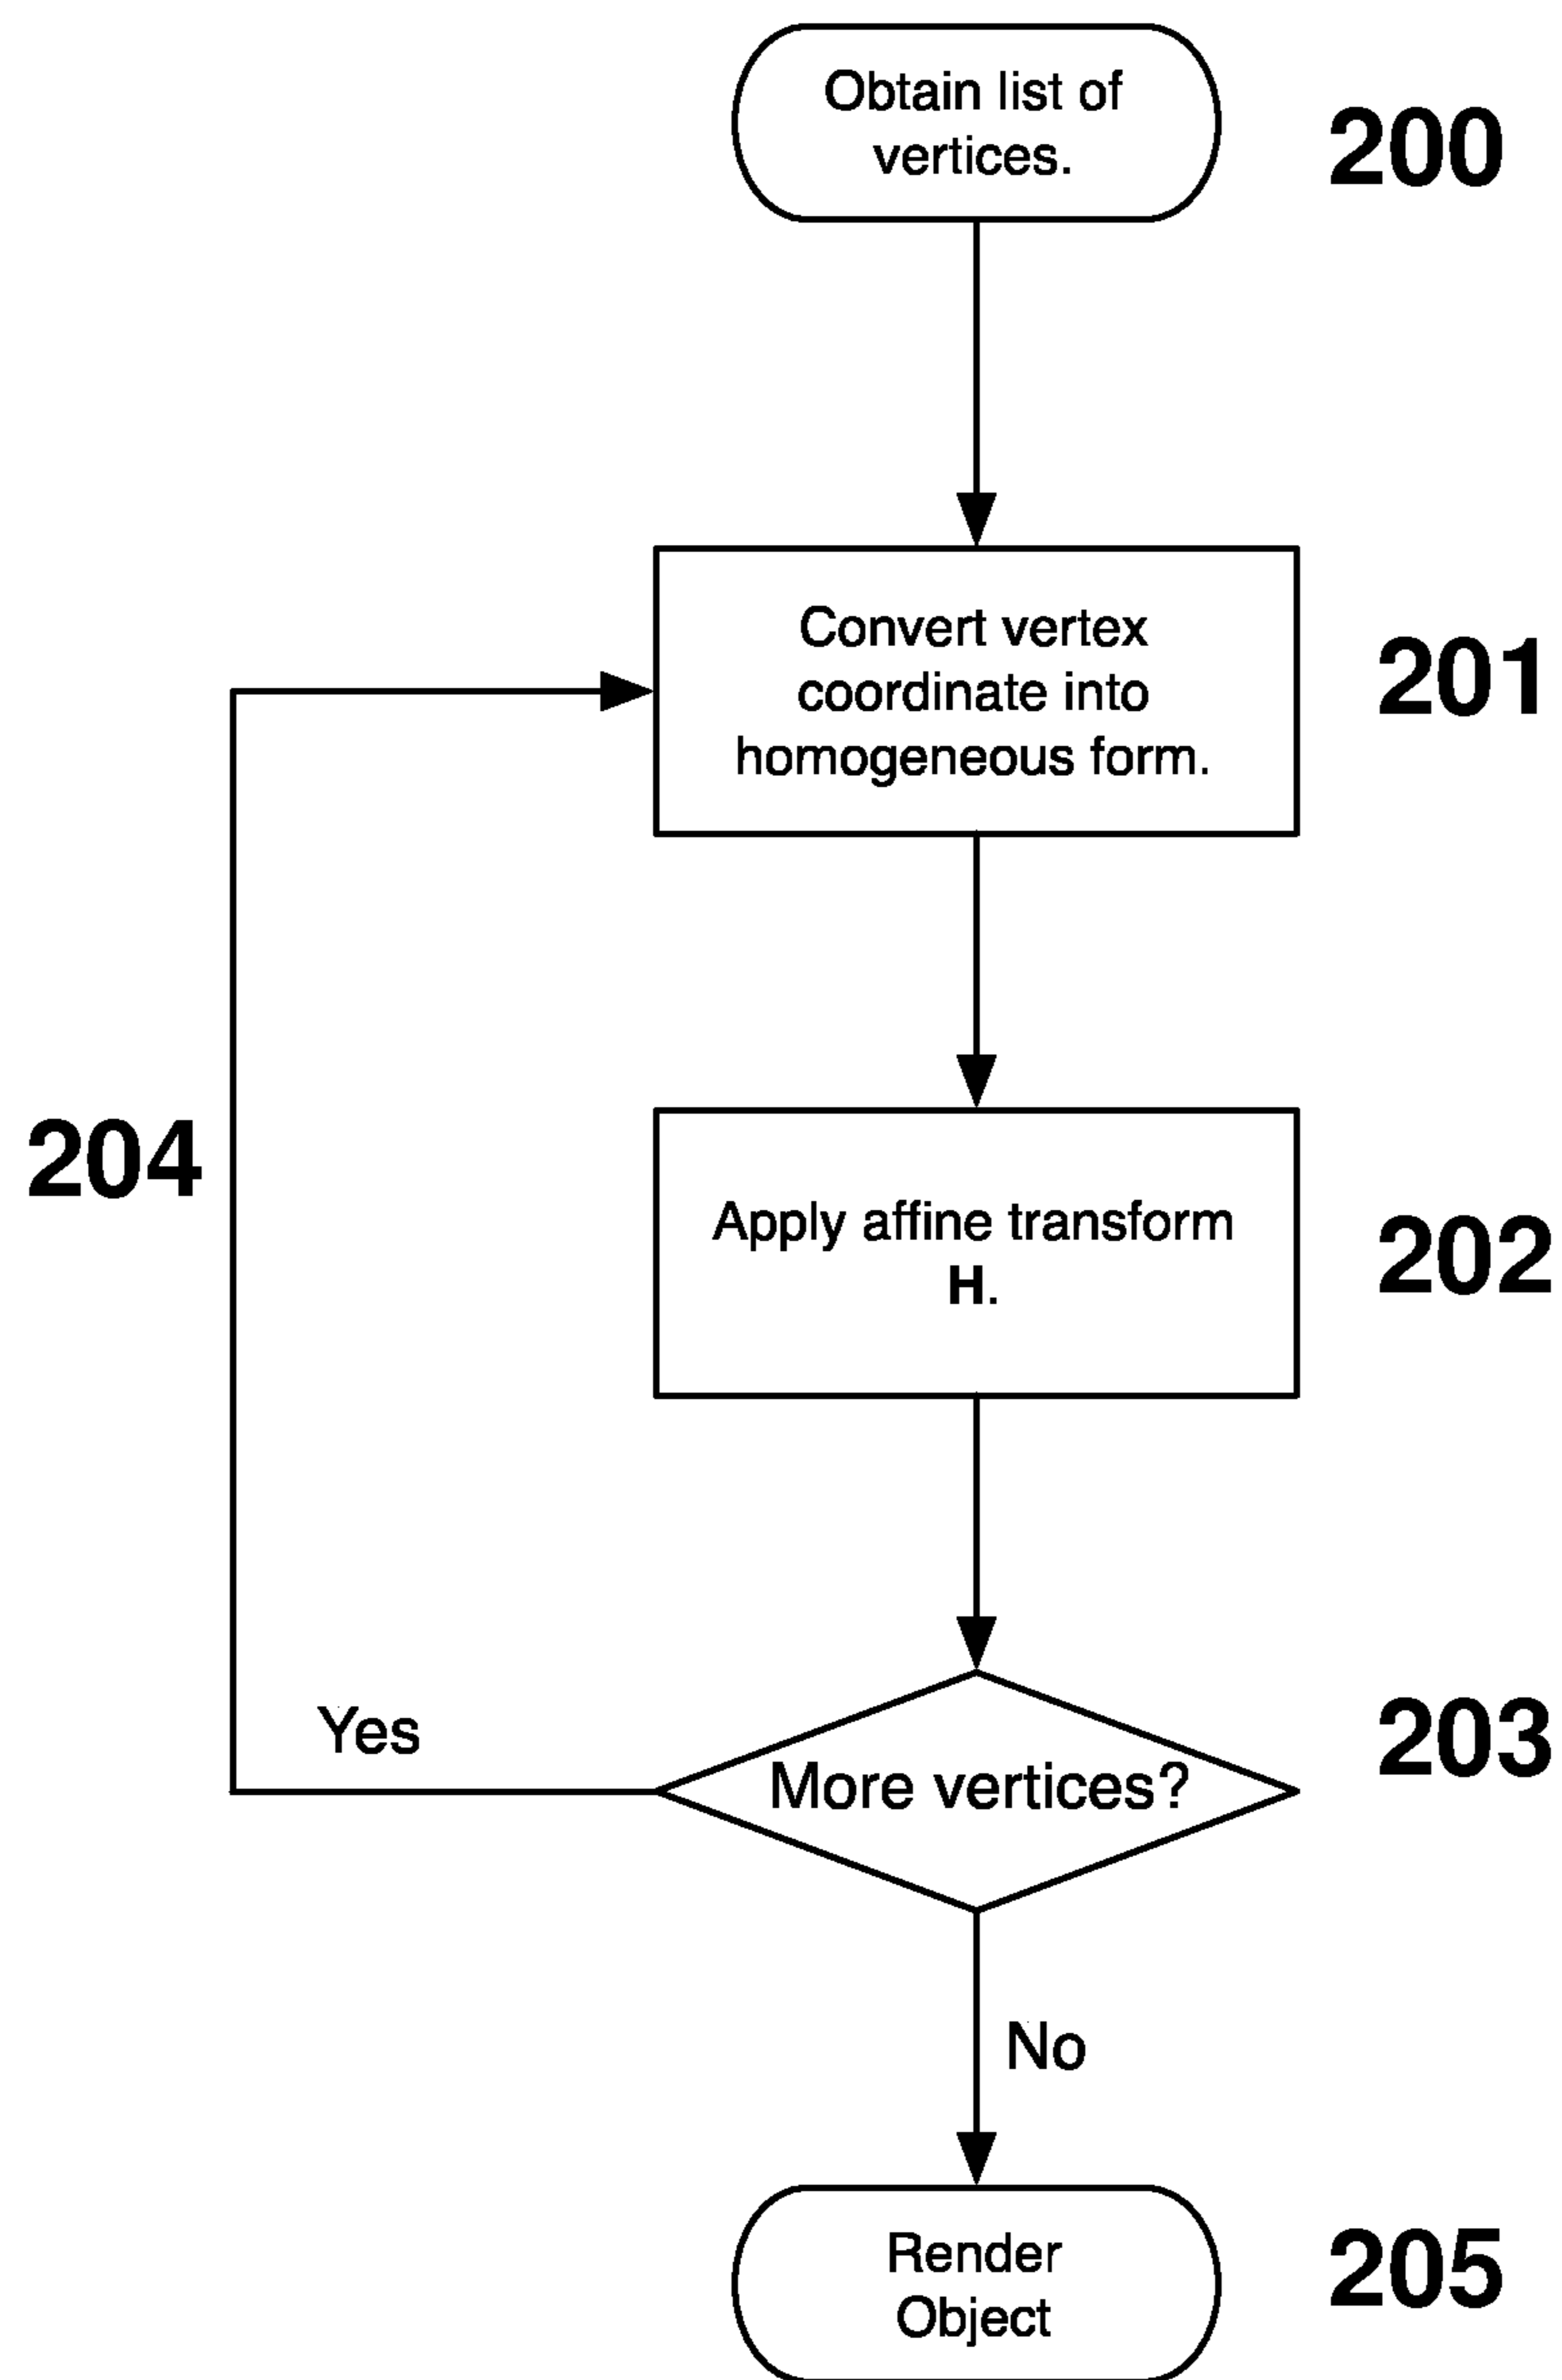 Obtain list of
vertices.
200
Convert vertex
coordinate into
homogeneous form.
201
204
Apply affine transform
H.
202
Yes
More vertices?
203
No
Render
Object
205